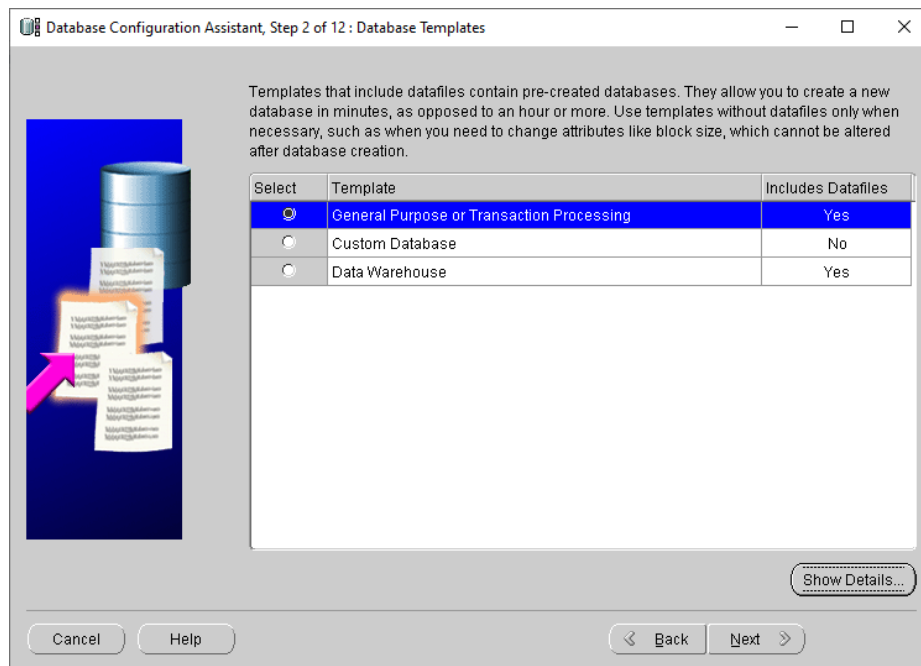 Database Configuration Assistant, Step 2 of 12 : Database Templates
Templates that include datafiles contain pre-created databases. They allow you to create a new
database in minutes, as opposed to an hour or more. Use templates without datafiles only when
necessary, such as when you need to change attributes like block size, which cannot be altered
after database creation.
Select Template Includes Datafiles
General Purpose or Transaction Processing Yes
Custom Database No
Data Warehouse Yes
Show Details...
Cancel Help Back Next